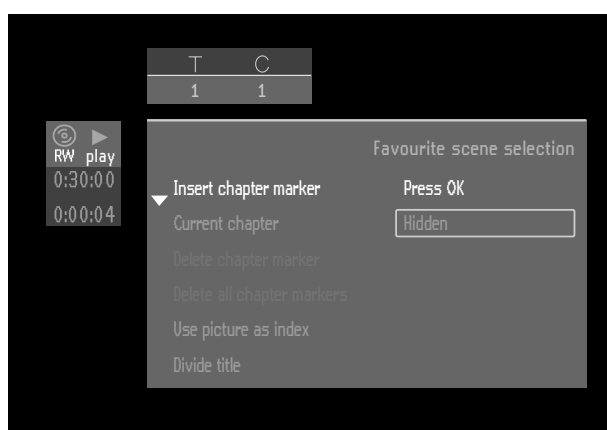 T C
1 1
RW play
0:30:00
0:00:04
Favourite scene selection
Insert chapter marker Press OK
Current chapter Hidden
Delete chapter marker
Delete all chapter markers
Use picture as index
Divide title